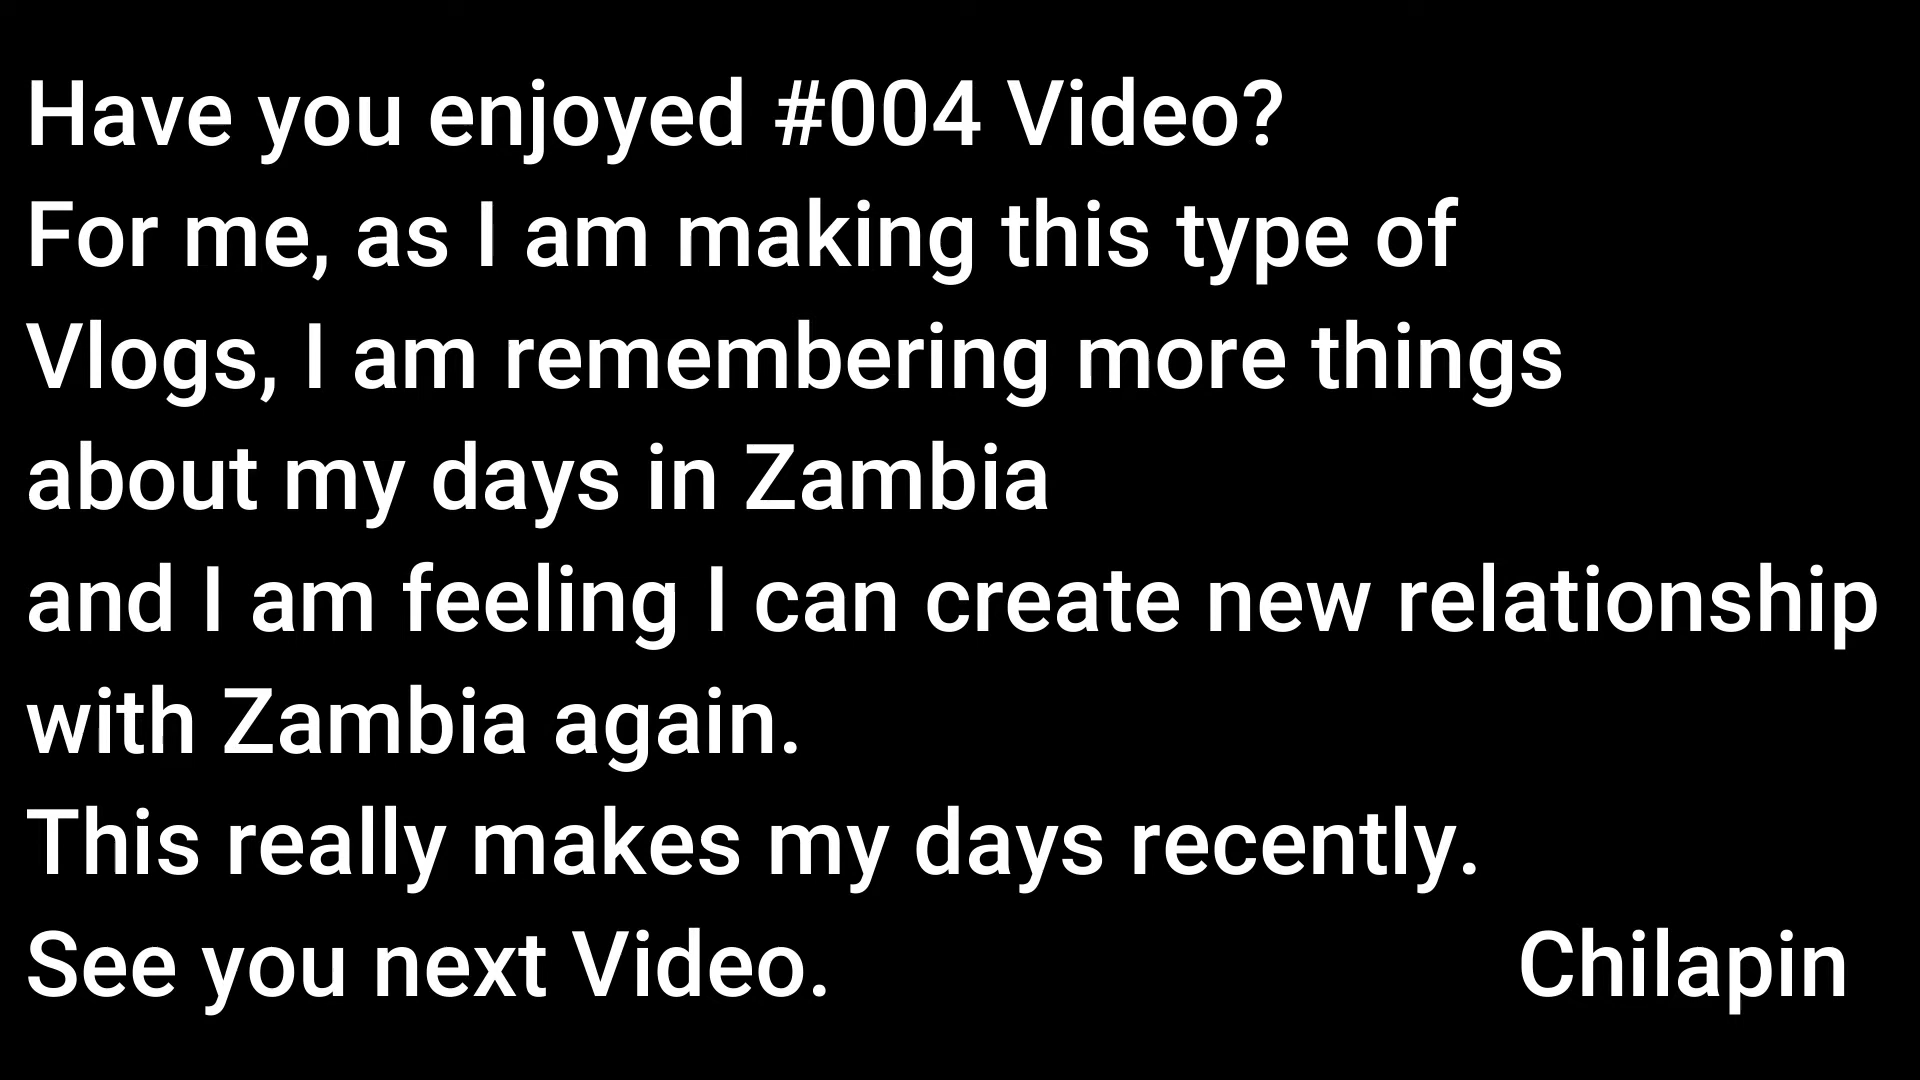 Have you enjoyed #004 Video?
For me, as I am making this type of
Vlogs, I am remembering more things
about my days in Zambia
and I am feeling I can create new relationship
with Zambia again.
This really makes my days recently.
See you next Video. Chilapin